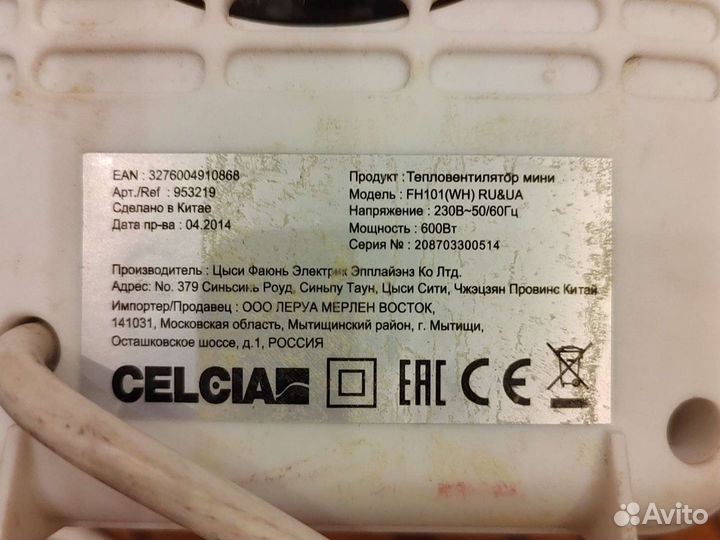 EAN : 3276004910868
Арт./Ref : 953219
Сделано в Китае
Дата пр-ва : 04.2014
Продукт : Тепловентилятор мини
Модель : FH101(WH) RU&UA
Напряжение : 230В~50/60Гц
Мощность : 600Вт
Серия № : 208703300514
Производитель : Цыси Фаюнь Электрик Эпплайэнз Ко Лтд.
Адрес: No. 379 Синьсинь Роуд, Синьпу Таун, Цыси Сити, Чжэцзян Провинс Китай
Импортер/Продавец : ООО ЛЕРУА МЕРЛЕН ВОСТОК,
141031, Московская область, Мытищинский район, г. Мытищи,
Осташковское шоссе, д.1, РОССИЯ
CELCIA EAC CE
Avito